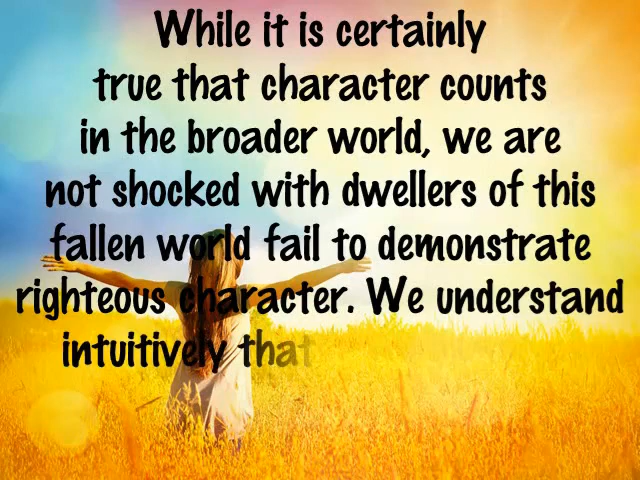 While it is certainly
true that character counts
in the broader world, we are
not shocked with dwellers of this
fallen world fail to demonstrate
righteous character. We understand
intuitively that